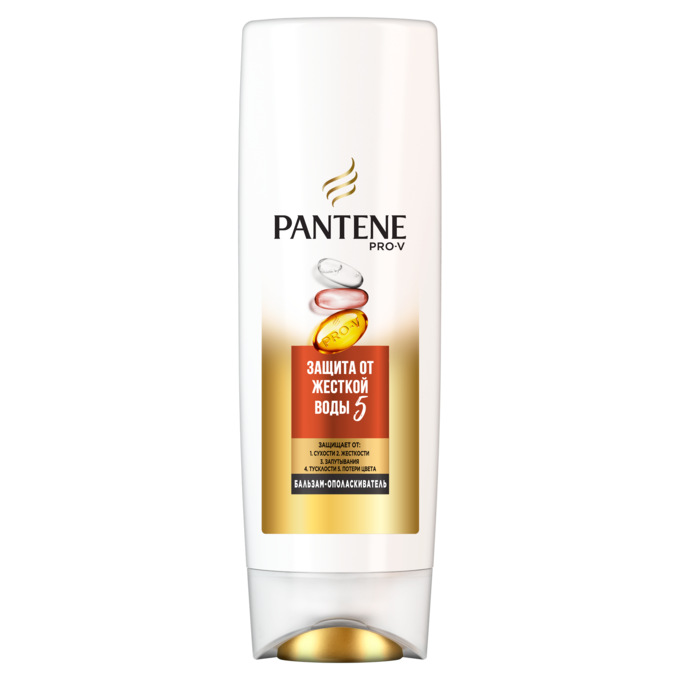 PANTENE
PRO-V
PRO-V
ЗАЩИТА ОТ
ЖЕСТКОЙ
ВОДЫ 5
ЗАЩИЩАЕТ ОТ:
1. СУХОСТИ 2. ЖЕСТКОСТИ
3. ЗАПУТЫВАНИЯ
4. ТУСКЛОСТИ 5. ПОТЕРИ ЦВЕТА
БАЛЬЗАМ-ОПОЛАСКИВАТЕЛЬ